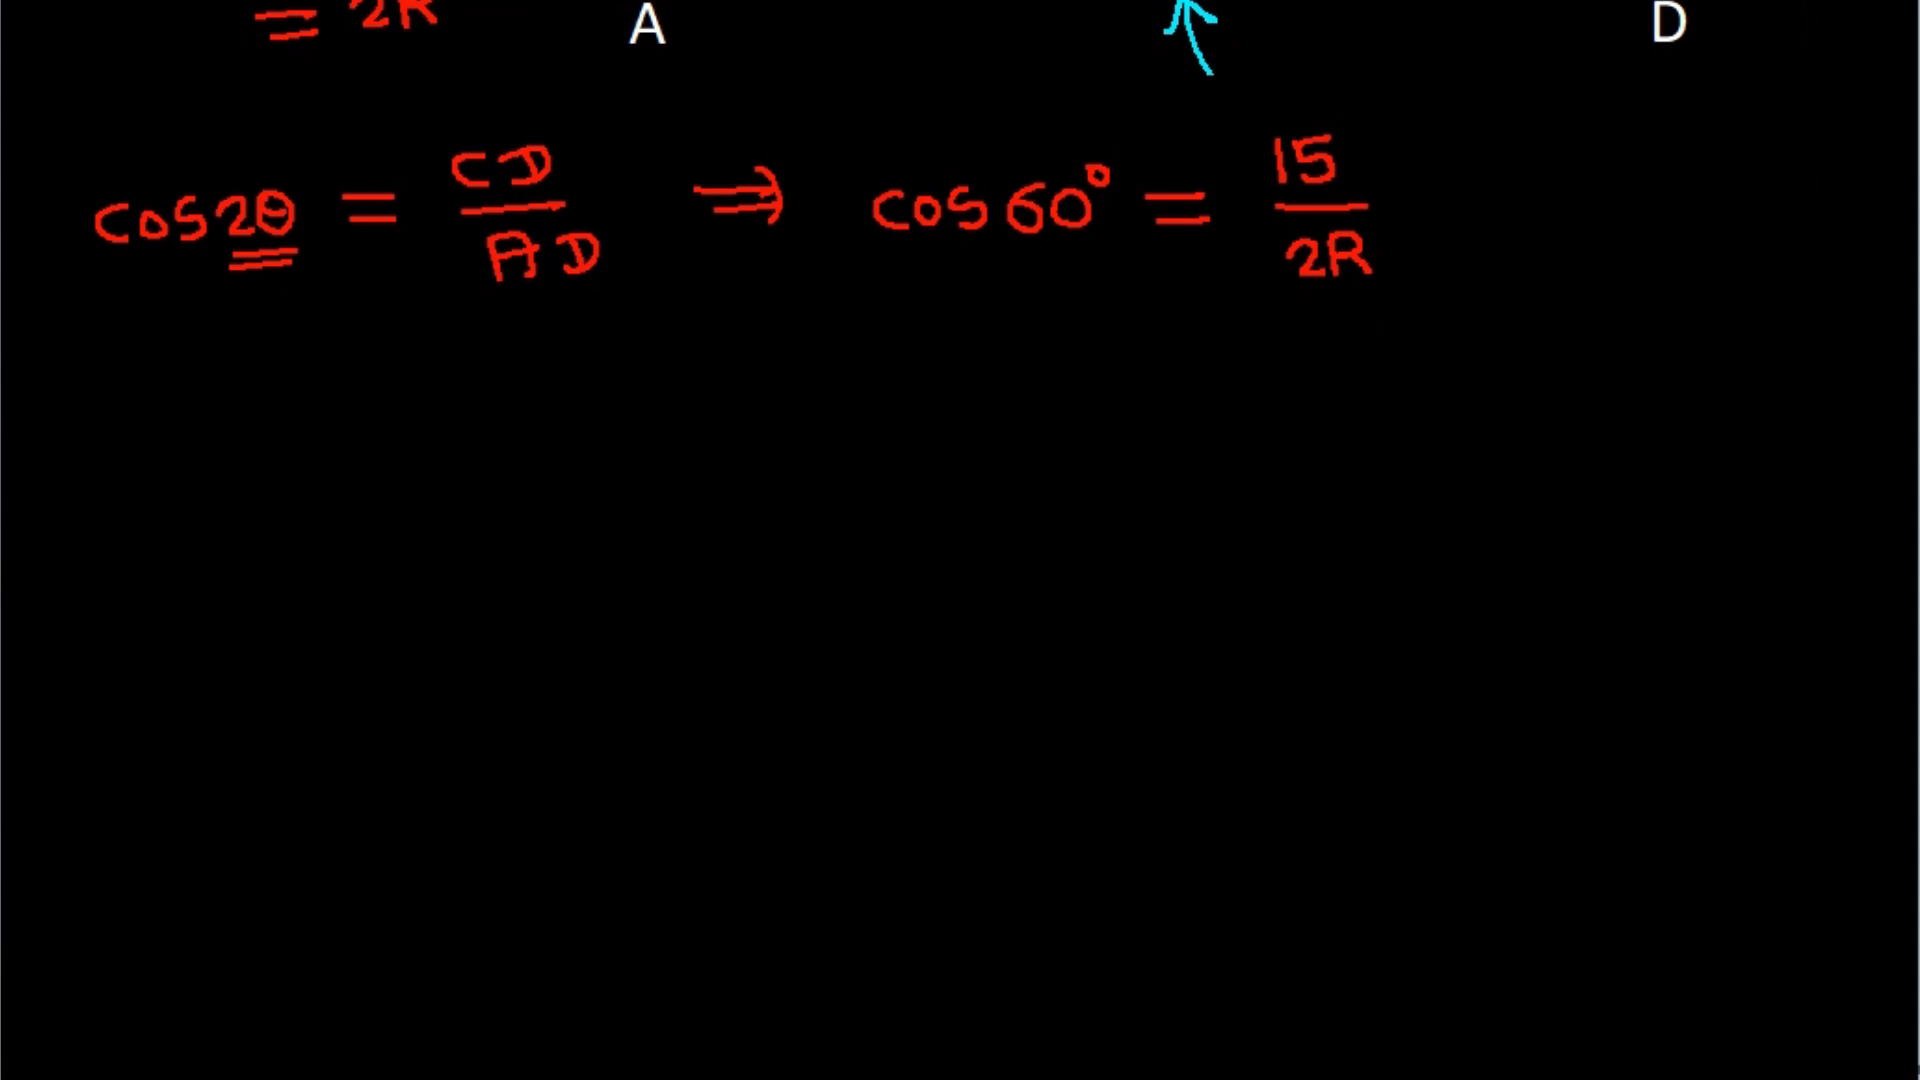 = 2R A D
cos2θ = CD/AD ⇒ cos60° = 15/2R